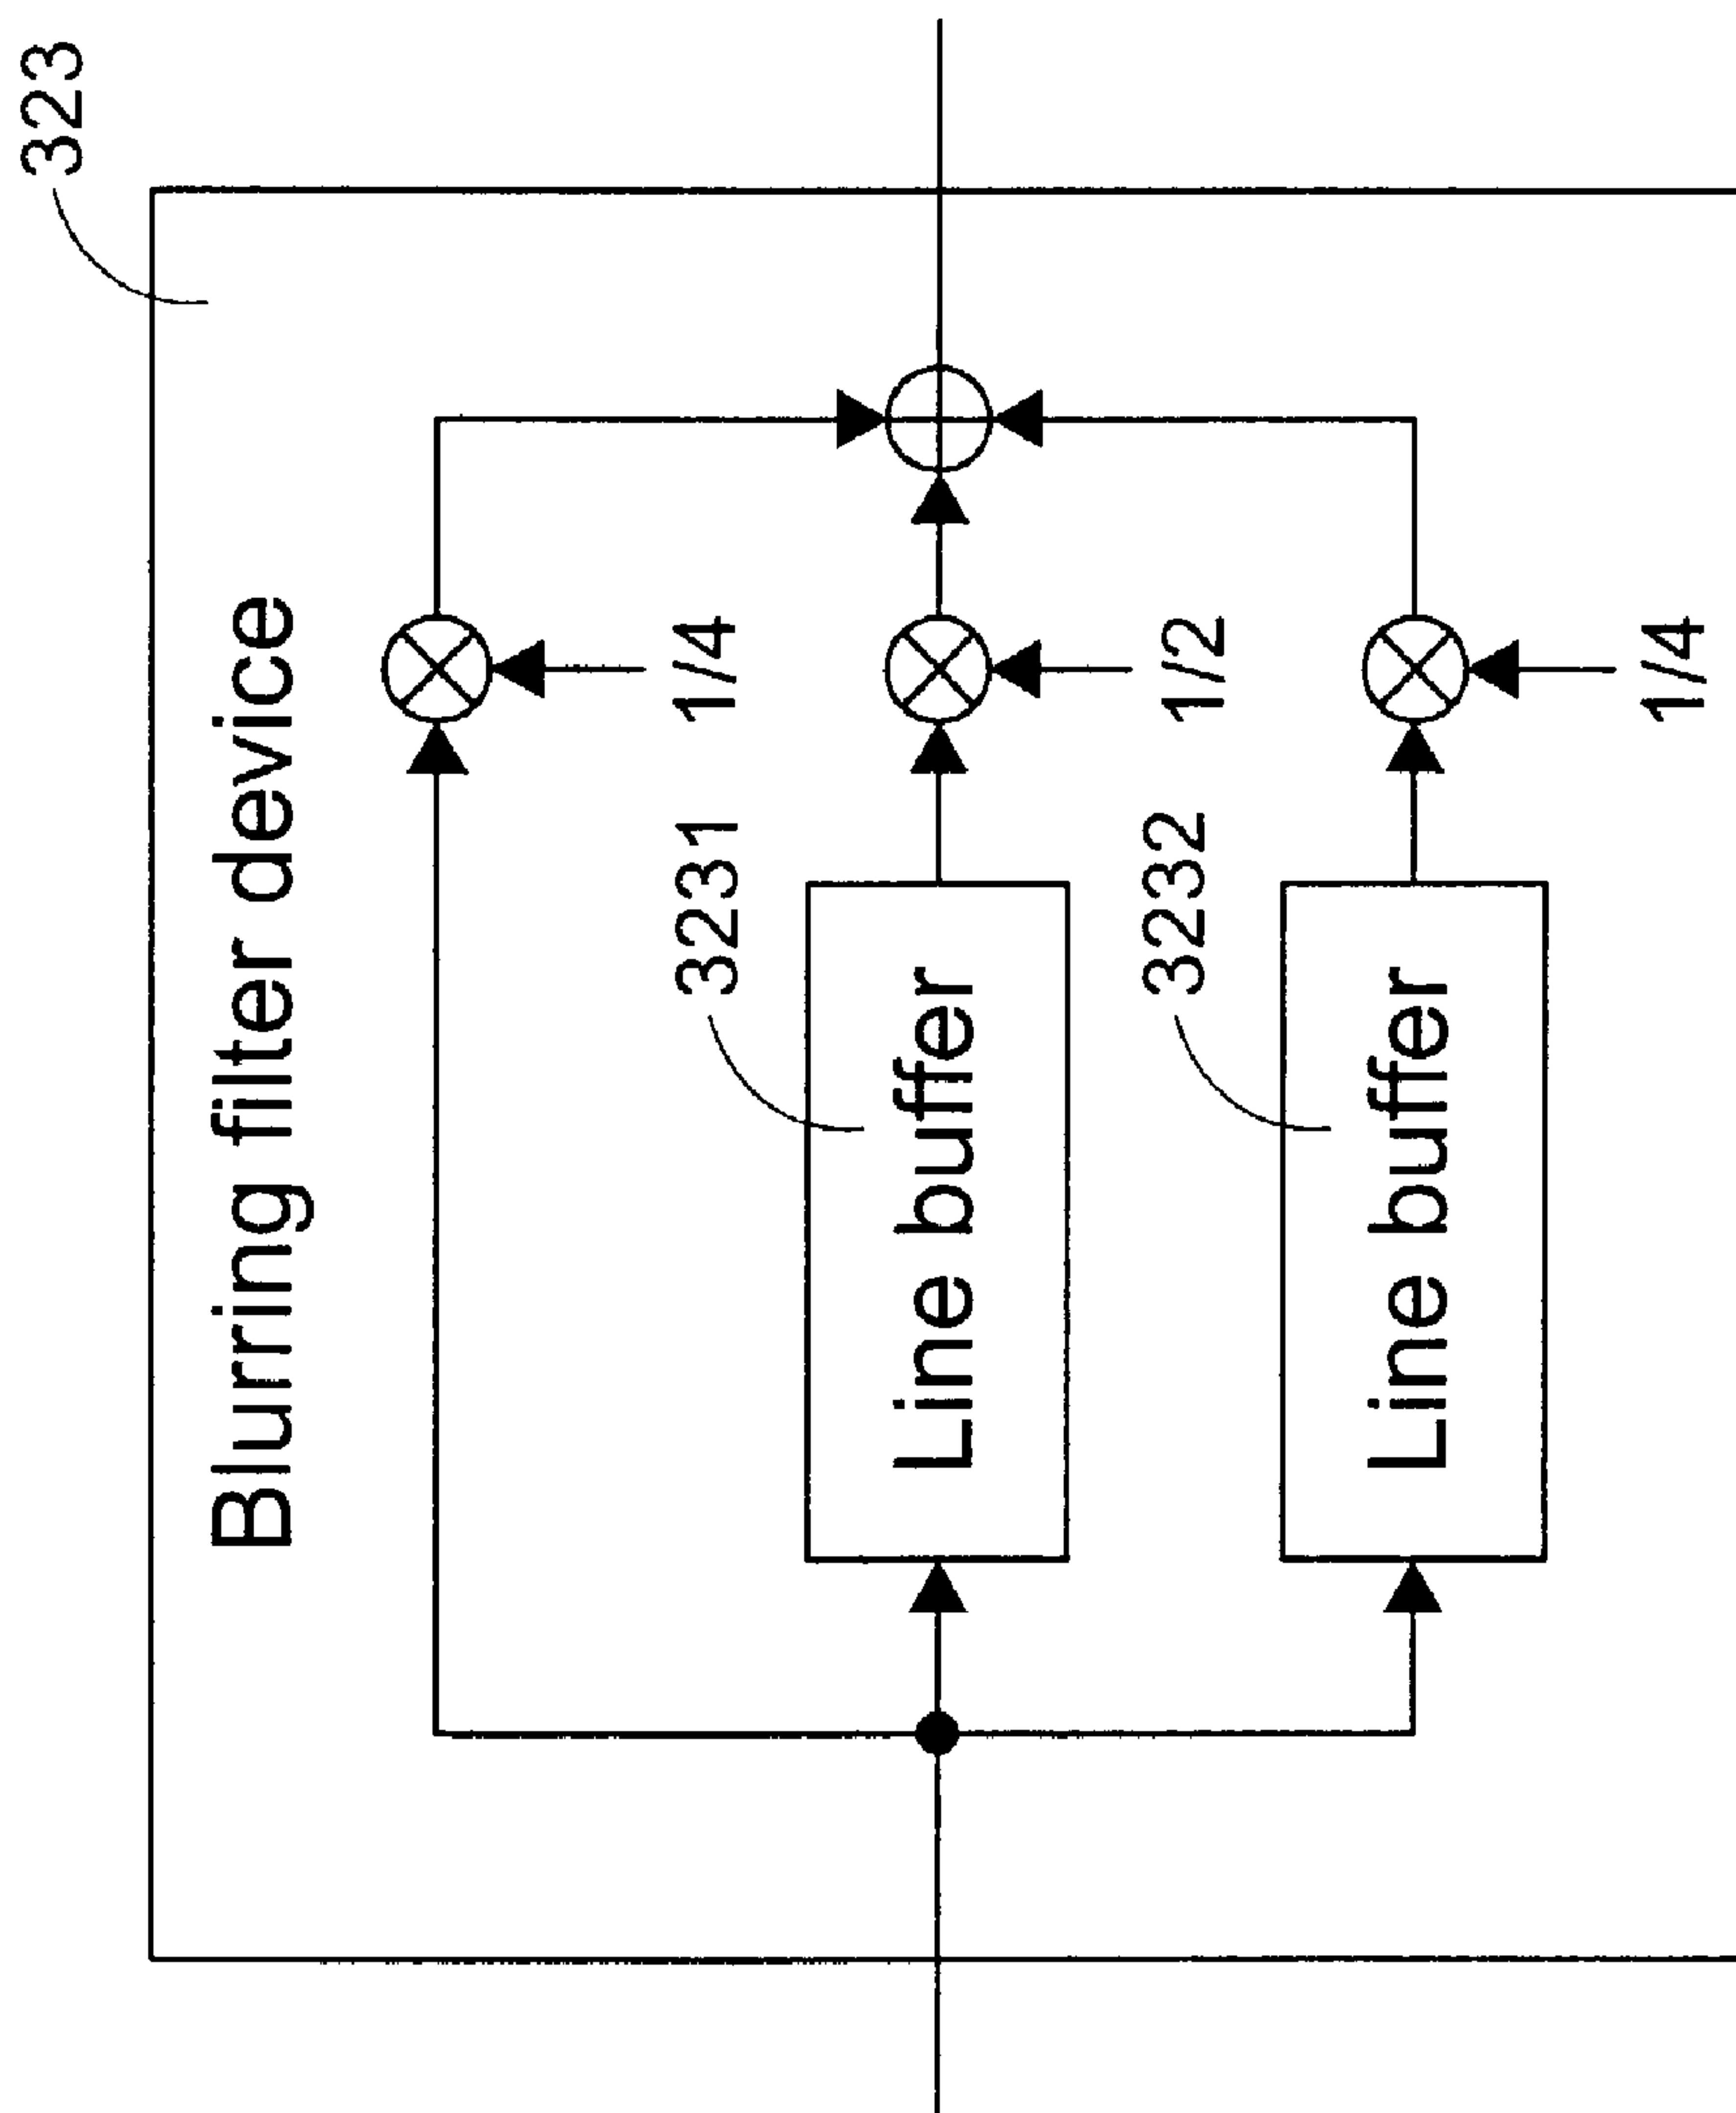 323
Blurring filter device
1/4
3231
Line buffer
1/2
3232
Line buffer
1/4